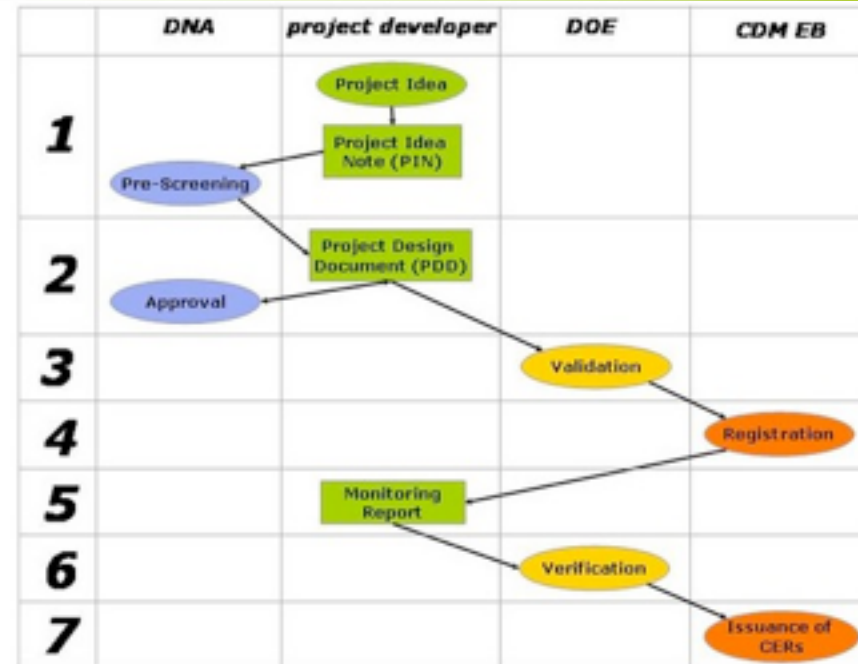 DNA project developer DOE CDM EB
1
Project Idea
Project Idea
Note (PIN)
Pre-Screening
2
Project Design
Document (PDD)
Approval
3
Validation
4
Registration
5
Monitoring
Report
6
Verification
7
Issuance of
CERs